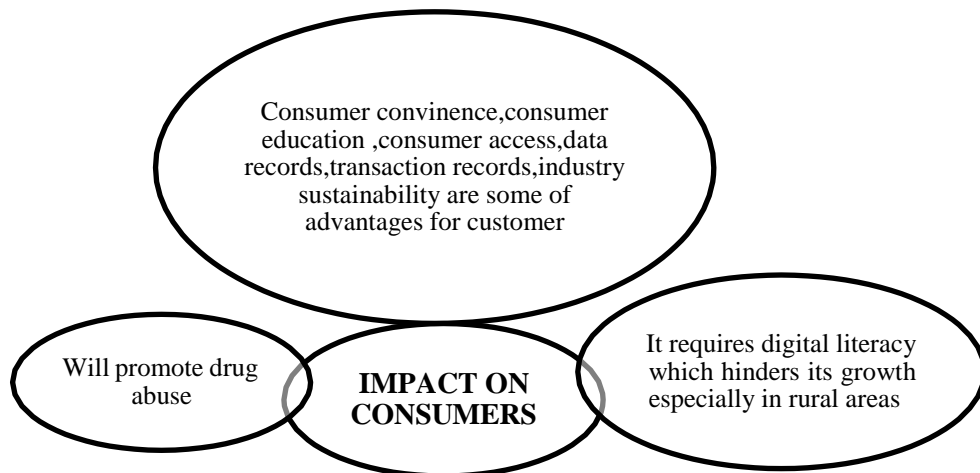 Consumer convinence,consumer
education ,consumer access,data
records,transaction records,industry
sustainability are some of
advantages for customer
Will promote drug
abuse
IMPACT ON
CONSUMERS
It requires digital literacy
which hinders its growth
especially in rural areas